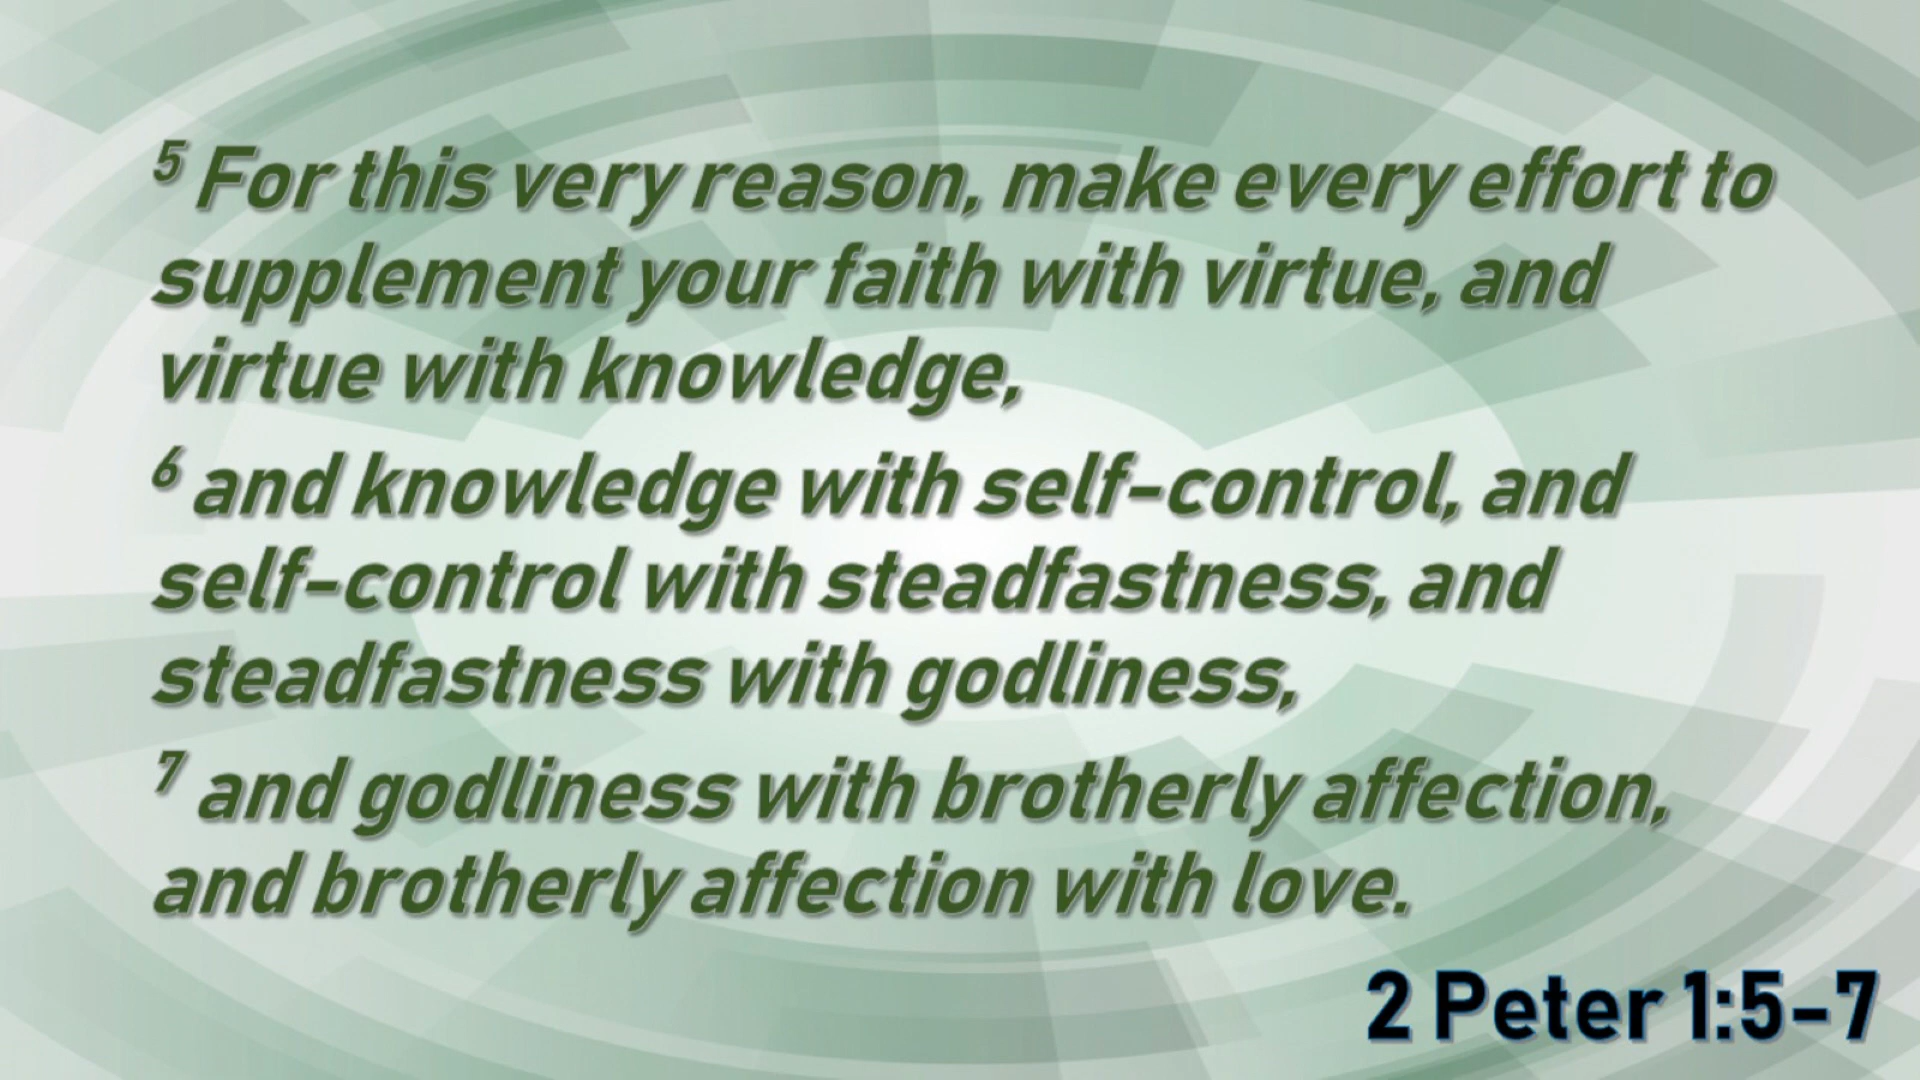 5 For this very reason, make every effort to
supplement your faith with virtue, and
virtue with knowledge,
6 and knowledge with self-control, and
self-control with steadfastness, and
steadfastness with godliness,
7 and godliness with brotherly affection,
and brotherly affection with love.
2 Peter 1:5-7